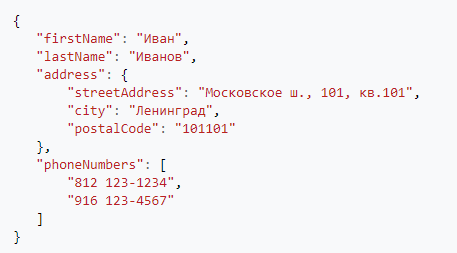 {
   "firstName": "Иван",
   "lastName": "Иванов",
   "address": {
       "streetAddress": "Московское ш., 101, кв.101",
       "city": "Ленинград",
       "postalCode": "101101"
   },
   "phoneNumbers": [
       "812 123-1234",
       "916 123-4567"
   ]
}